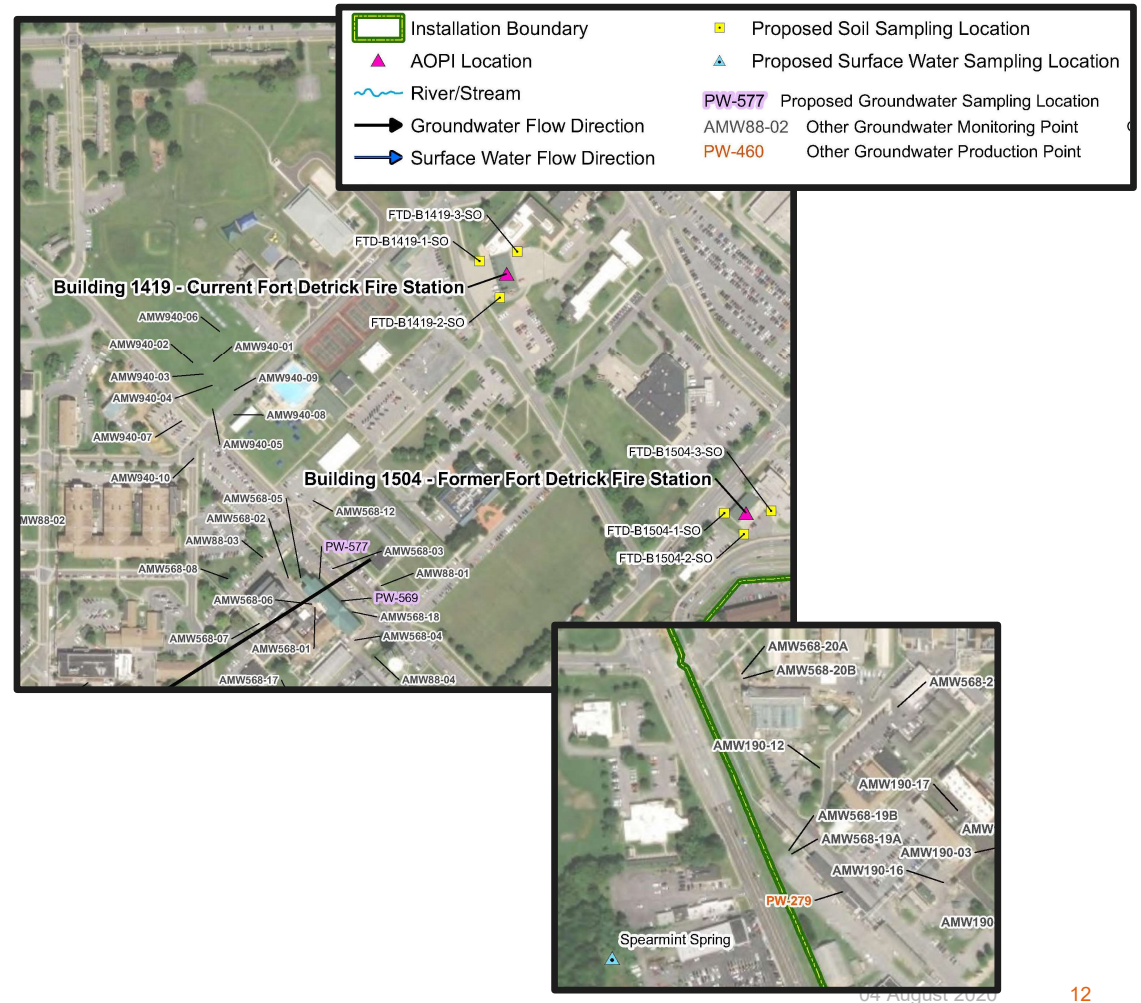 Installation Boundary
AOPI Location
River/Stream
Groundwater Flow Direction
Surface Water Flow Direction
Proposed Soil Sampling Location
Proposed Surface Water Sampling Location
PW-577 Proposed Groundwater Sampling Location
AMW88-02 Other Groundwater Monitoring Point
PW-460 Other Groundwater Production Point
FTD-B1419-3-SO
FTD-B1419-1-SO
Building 1419 - Current Fort Detrick Fire Station
FTD-B1419-2-SO
AMW940-06
AMW940-02
AMW940-01
AMW940-03
AMW940-09
AMW940-04
AMW940-08
AMW940-07
AMW940-05
AMW940-10
FTD-B1504-3-SO
Building 1504 - Former Fort Detrick Fire Station
AMW568-05
AMW568-12
AMW568-02
MW88-02
FTD-B1504-1-SO
AMW88-03
PW-577
AMW568-03
FTD-B1504-2-SO
AMW568-08
AMW88-01
AMW568-06
PW-569
AMW568-18
AMW568-07
AMW568-04
AMW568-01
AMW568-17
AMW88-04
AMW568-20A
AMW568-20B
AMW568-2
AMW190-12
AMW190-17
AMW568-19B
AMW
AMW568-19A
AMW190-03
AMW190-16
PW-279
AMW190
Spearmint Spring
04 August 2020
12